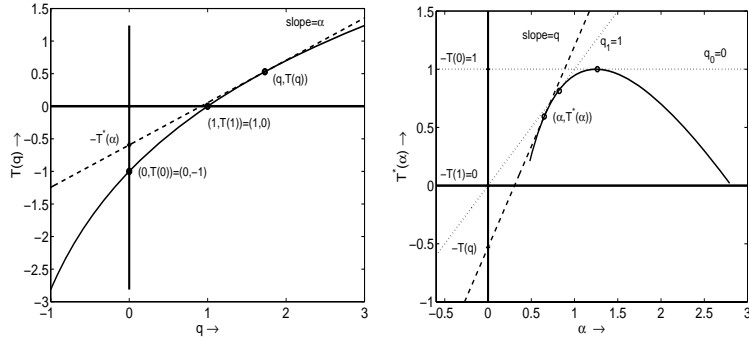 1.5
1
0.5
0
−0.5
−1
−1.5
−2
−2.5
−3
−1
0
1
2
3
T(q) →
q →
slope=α
(q,T(q))
(1,T(1))=(1,0)
−T*(α)
(0,T(0))=(0,−1)
1.5
1
0.5
0
−0.5
−1
−0.5
0
0.5
1
1.5
2
2.5
3
T*(α) →
α →
slope=q
q1=1
q0=0
−T(0)=1
(α,T*(α))
−T(1)=0
−T(q)